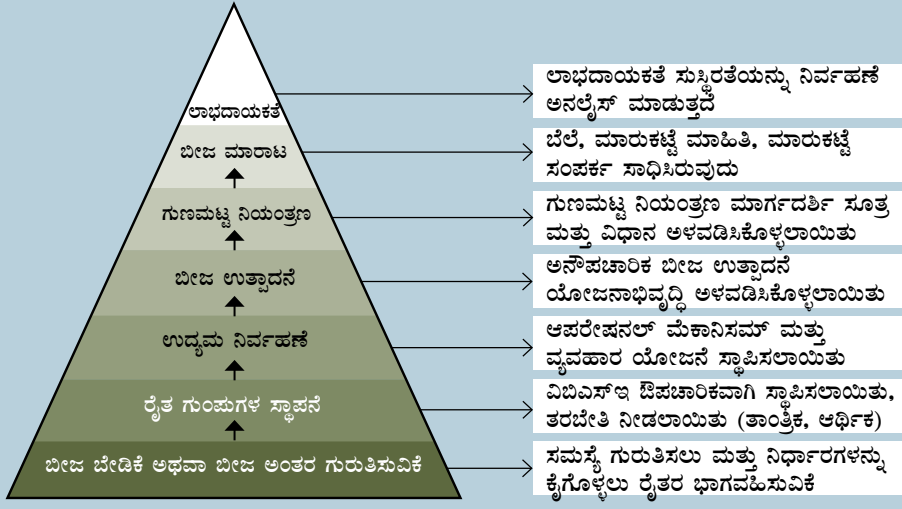 ಲಾಭದಾಯಕತೆ
ಲಾಭದಾಯಕತೆ ಸುಸ್ಥಿರತೆಯನ್ನು ನಿರ್ವಹಣೆ
ಅನಲೈಸ್ ಮಾಡುತ್ತದೆ
ಬೀಜ ಮಾರಾಟ
ಬೆಲೆ, ಮಾರುಕಟ್ಟೆ ಮಾಹಿತಿ, ಮಾರುಕಟ್ಟೆ
ಸಂಪರ್ಕ ಸಾಧಿಸಿರುವುದು
ಗುಣಮಟ್ಟ ನಿಯಂತ್ರಣ
ಗುಣಮಟ್ಟ ನಿಯಂತ್ರಣ ಮಾರ್ಗದರ್ಶಿ ಸೂತ್ರ
ಮತ್ತು ವಿಧಾನ ಅಳವಡಿಸಿಕೊಳ್ಳಲಾಯಿತು
ಬೀಜ ಉತ್ಪಾದನೆ
ಅನೌಪಚಾರಿಕ ಬೀಜ ಉತ್ಪಾದನೆ
ಯೋಜನಾಭಿವೃದ್ಧಿ ಅಳವಡಿಸಿಕೊಳ್ಳಲಾಯಿತು
ಉದ್ಯಮ ನಿರ್ವಹಣೆ
ಆಪರೇಷನಲ್ ಮೆಕಾನಿಸಮ್ ಮತ್ತು
ವ್ಯವಹಾರ ಯೋಜನೆ ಸ್ಥಾಪಿಸಲಾಯಿತು
ರೈತ ಗುಂಪುಗಳ ಸ್ಥಾಪನೆ
ವಿಬಿಎಸ್ಇ ಔಪಚಾರಿಕವಾಗಿ ಸ್ಥಾಪಿಸಲಾಯಿತು,
ತರಬೇತಿ ನೀಡಲಾಯಿತು (ತಾಂತ್ರಿಕ, ಆರ್ಥಿಕ)
ಬೀಜ ಬೇಡಿಕೆ ಅಥವಾ ಬೀಜ ಅಂತರ ಗುರುತಿಸುವಿಕೆ
ಸಮಸ್ಯೆ ಗುರುತಿಸಲು ಮತ್ತು ನಿರ್ಧಾರಗಳನ್ನು
ಕೈಗೊಳ್ಳಲು ರೈತರ ಭಾಗವಹಿಸುವಿಕೆ